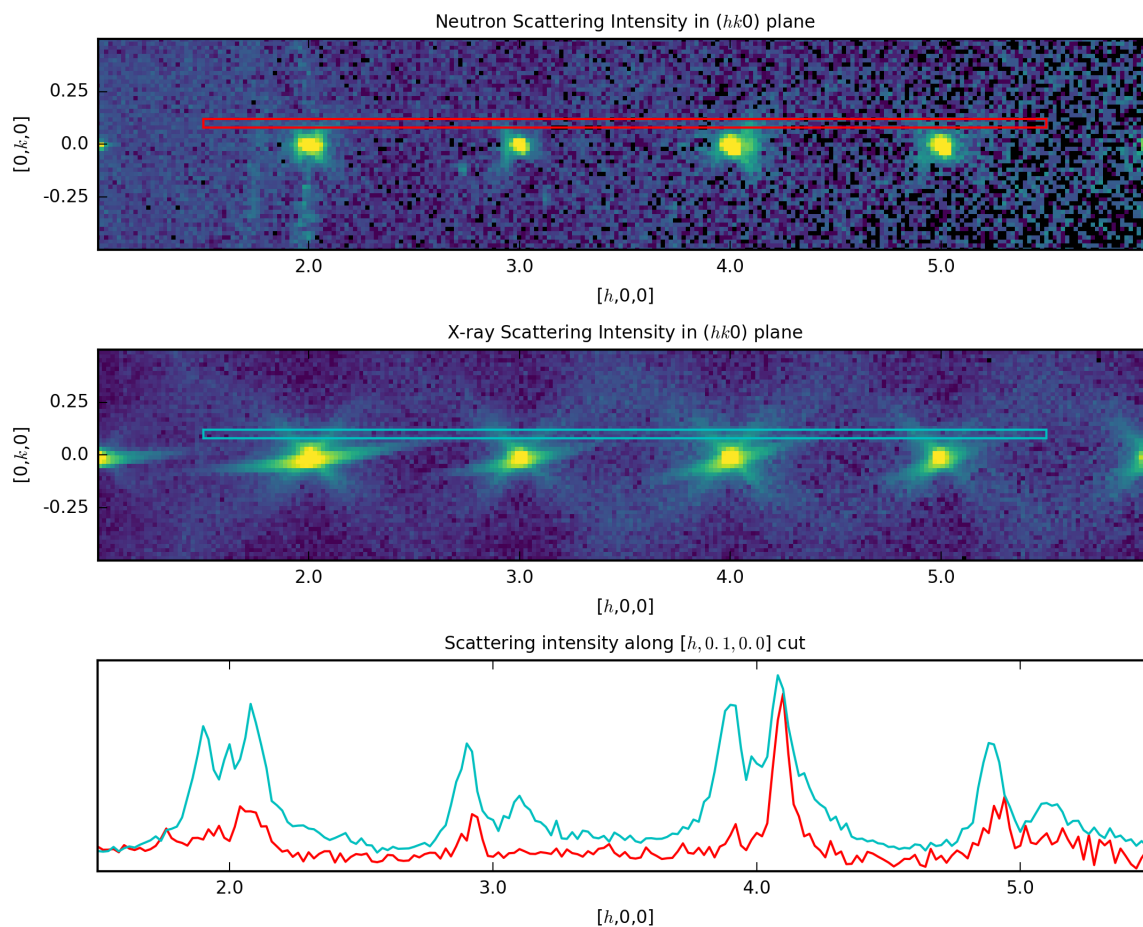 Neutron Scattering Intensity in (hk0) plane
0.25
0.0
-0.25
[0,k,0]
2.0 3.0 4.0 5.0
[h,0,0]
X-ray Scattering Intensity in (hk0) plane
0.25
0.0
-0.25
[0,k,0]
2.0 3.0 4.0 5.0
[h,0,0]
Scattering intensity along [h,0.1,0.0] cut
2.0 3.0 4.0 5.0
[h,0,0]